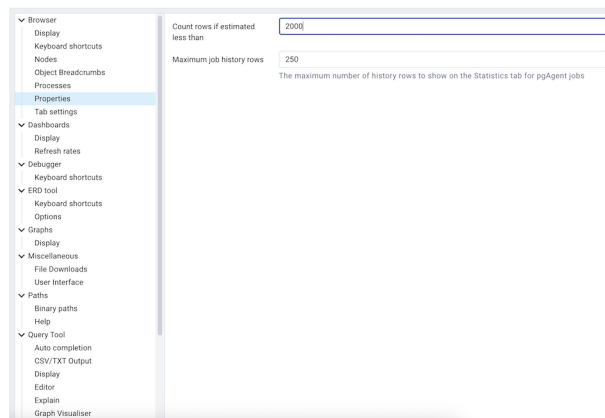 Browser
Display
Keyboard shortcuts
Nodes
Object Breadcrumbs
Processes
Properties
Tab settings
Dashboards
Display
Refresh rates
Debugger
Keyboard shortcuts
ERD tool
Keyboard shortcuts
Options
Graphs
Display
Miscellaneous
File Downloads
User Interface
Paths
Binary paths
Help
Query Tool
Auto completion
CSV/TXT Output
Display
Editor
Explain
Graph Visualiser
Count rows if estimated
less than
2000
Maximum job history rows
250
The maximum number of history rows to show on the Statistics tab for pgAgent jobs